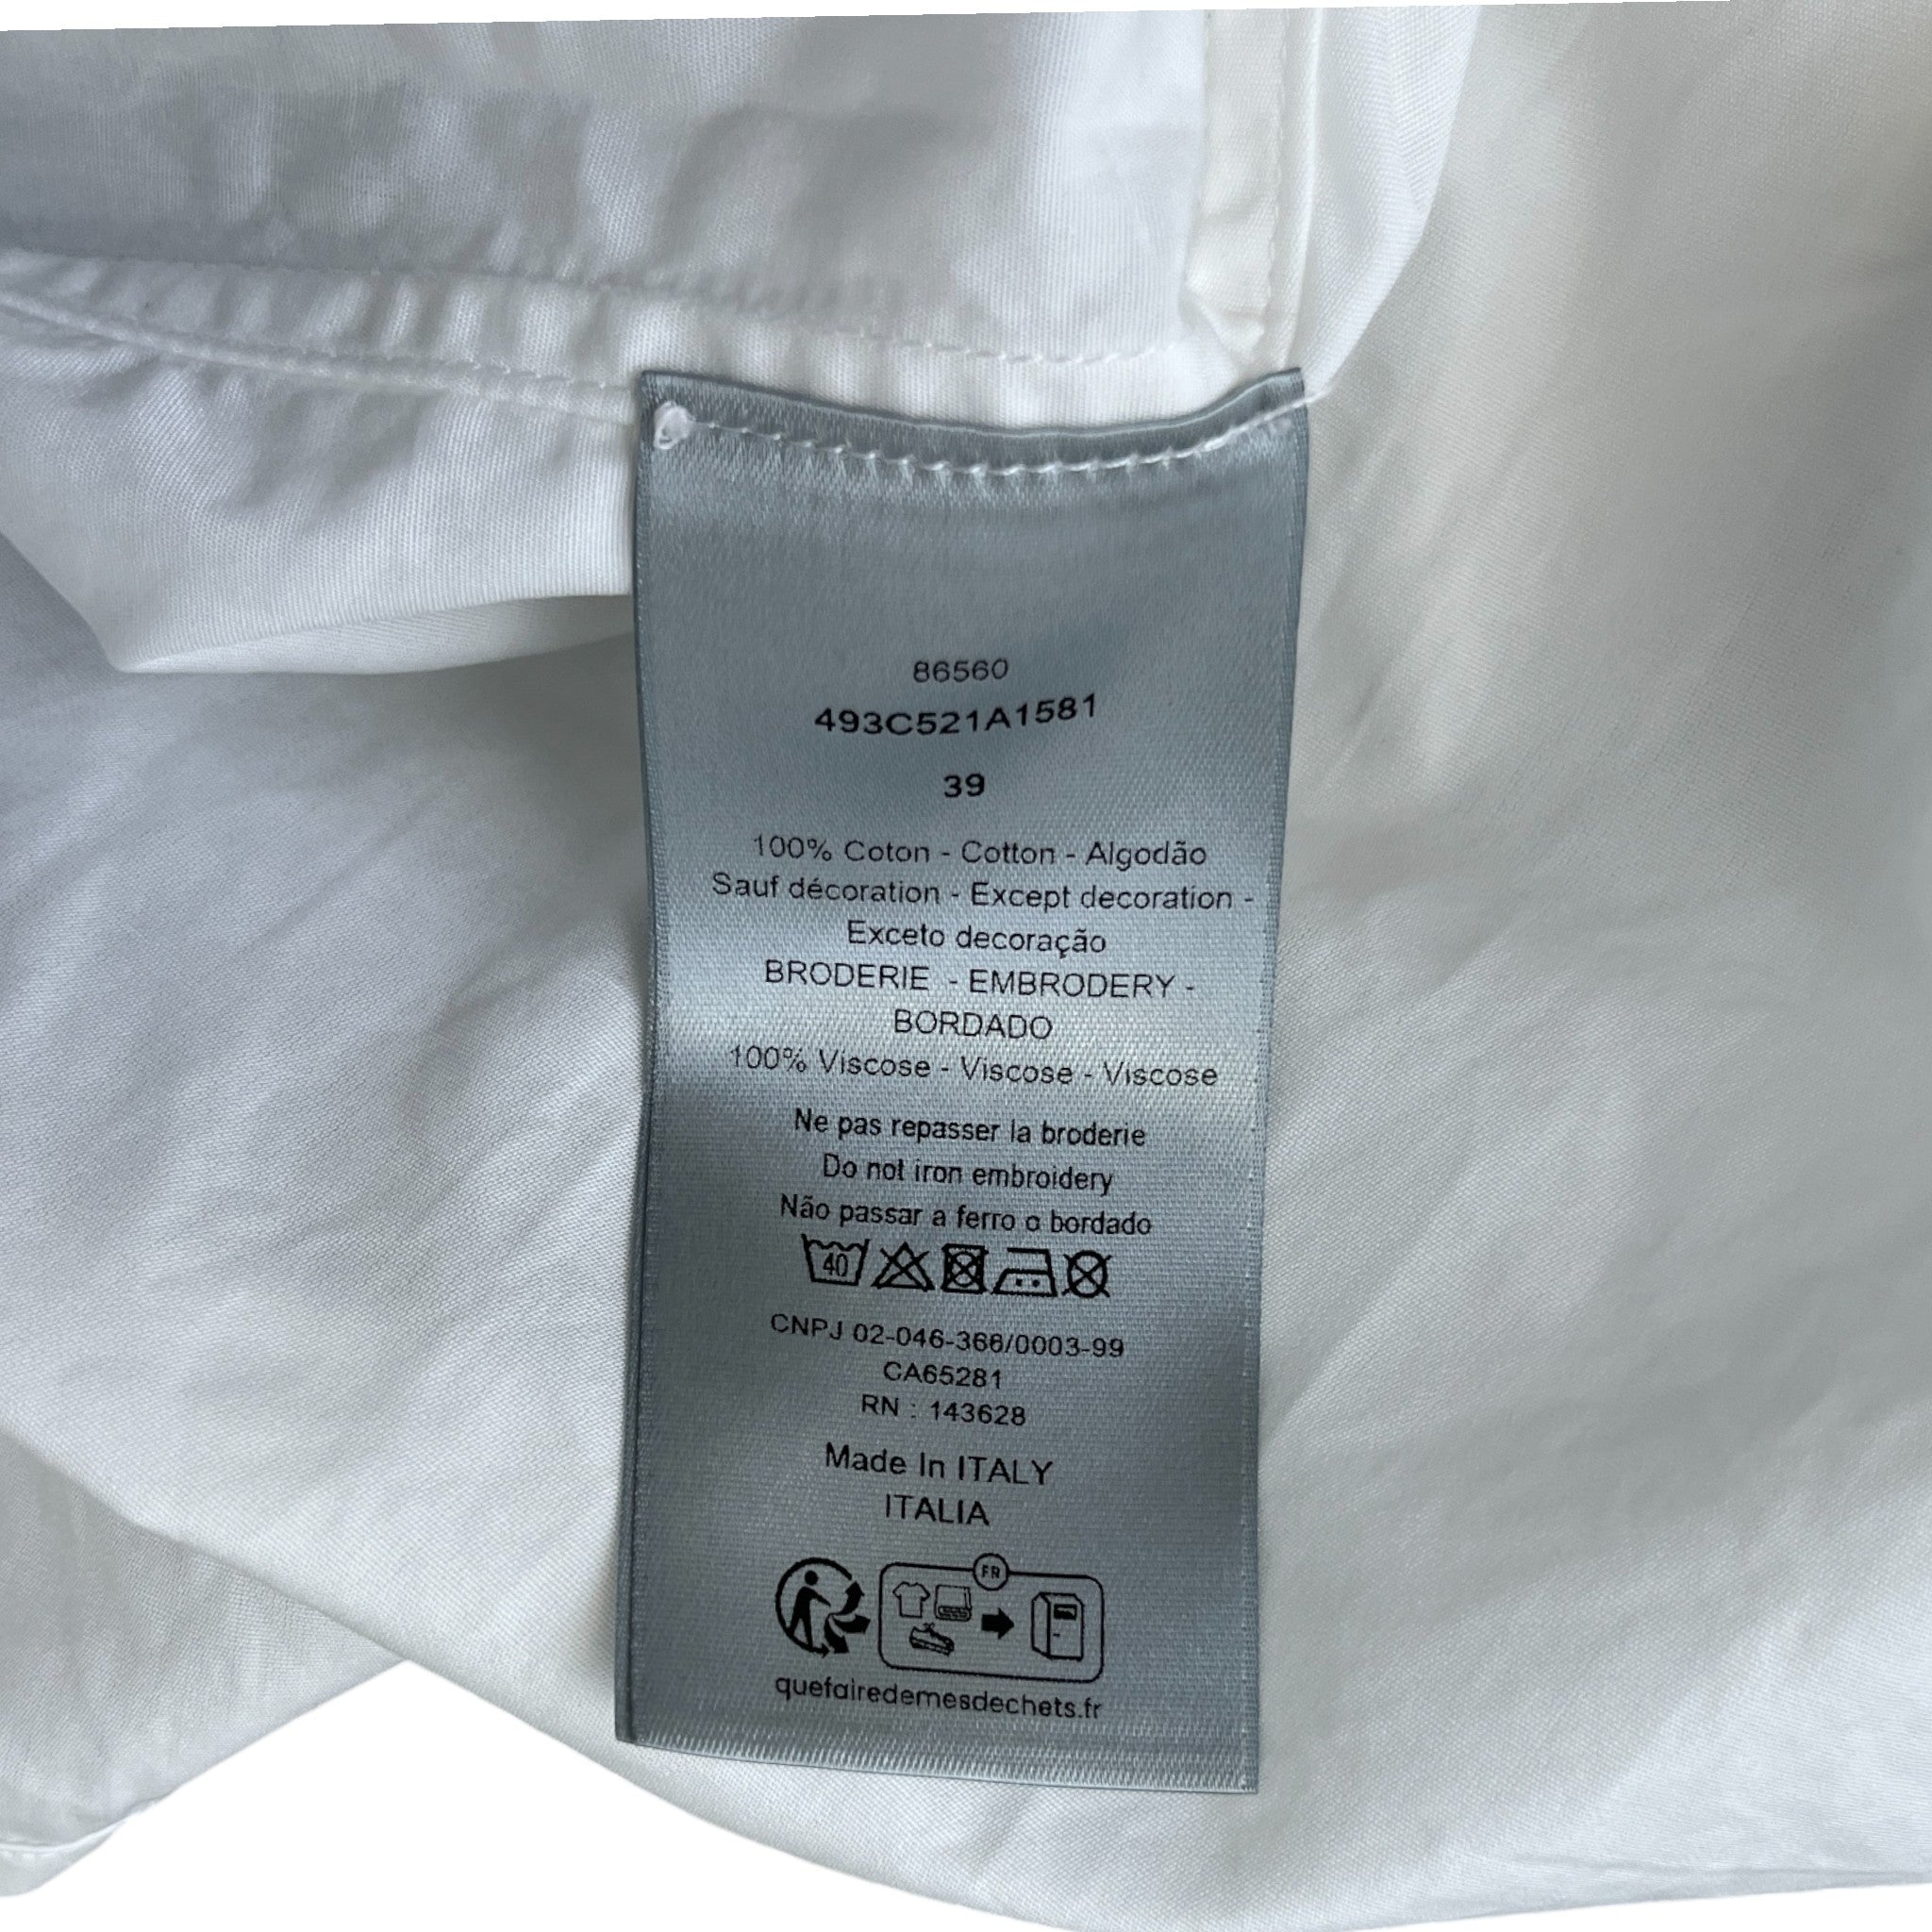 86560
493C521A1581
39
100% Coton - Cotton - Algodão
Sauf décoration - Except decoration -
Exceto decoração
BRODERIE - EMBRODERY -
BORDADO
100% Viscose - Viscose - Viscose
Ne pas repasser la broderie
Do not iron embroidery
Não passar a ferro o bordado
40
CNPJ 02-046-366/0003-99
CA65281
RN : 143628
Made In ITALY
ITALIA
FR
quefairedemesdechets.fr